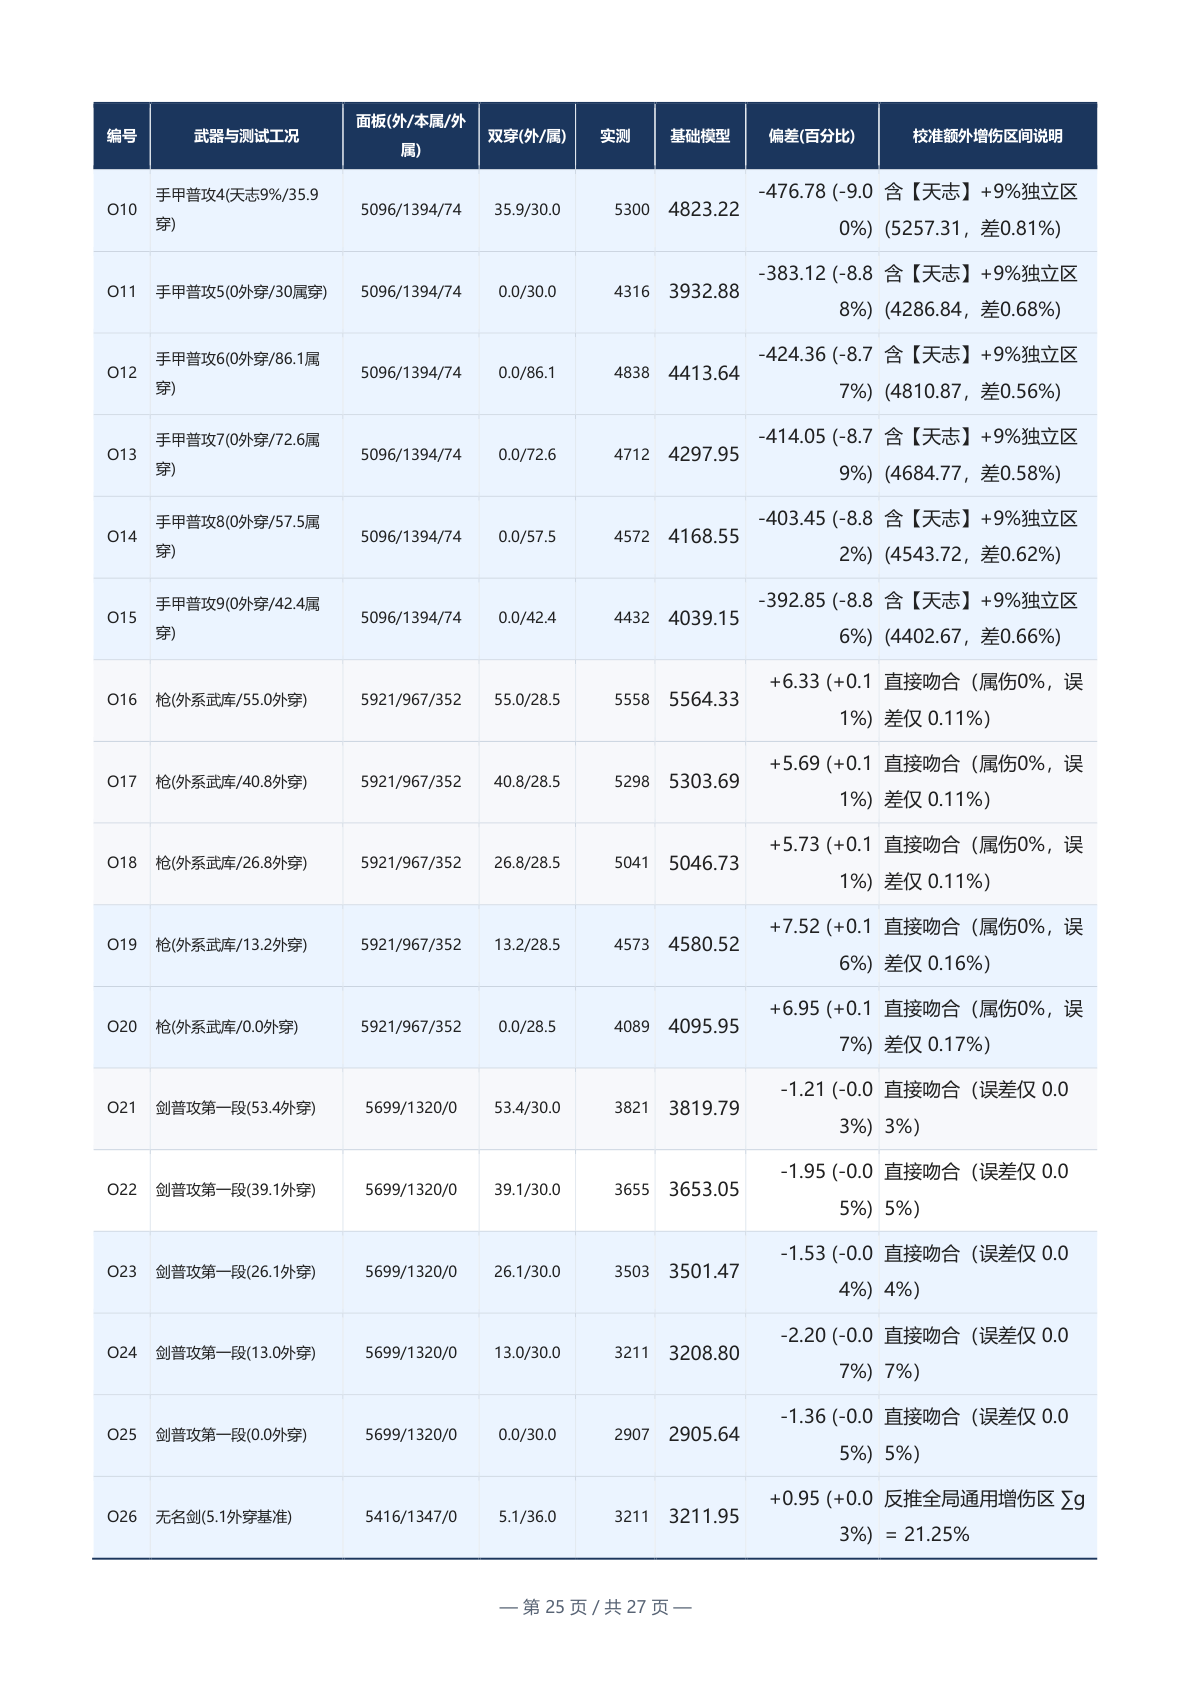 编号 武器与测试工况 面板(外/本属/外属) 双穿(外/属) 实测 基础模型 偏差(百分比) 校准额外增伤区间说明
O10 手甲普攻4(天志9%/35.9穿) 5096/1394/74 35.9/30.0 5300 4823.22 -476.78 (-9.00%) 含【天志】+9%独立区(5257.31，差0.81%)
O11 手甲普攻5(0外穿/30属穿) 5096/1394/74 0.0/30.0 4316 3932.88 -383.12 (-8.88%) 含【天志】+9%独立区(4286.84，差0.68%)
O12 手甲普攻6(0外穿/86.1属穿) 5096/1394/74 0.0/86.1 4838 4413.64 -424.36 (-8.77%) 含【天志】+9%独立区(4810.87，差0.56%)
O13 手甲普攻7(0外穿/72.6属穿) 5096/1394/74 0.0/72.6 4712 4297.95 -414.05 (-8.79%) 含【天志】+9%独立区(4684.77，差0.58%)
O14 手甲普攻8(0外穿/57.5属穿) 5096/1394/74 0.0/57.5 4572 4168.55 -403.45 (-8.82%) 含【天志】+9%独立区(4543.72，差0.62%)
O15 手甲普攻9(0外穿/42.4属穿) 5096/1394/74 0.0/42.4 4432 4039.15 -392.85 (-8.86%) 含【天志】+9%独立区(4402.67，差0.66%)
O16 枪(外系武库/55.0外穿) 5921/967/352 55.0/28.5 5558 5564.33 +6.33 (+0.11%) 直接吻合（属伤0%，误差仅 0.11%）
O17 枪(外系武库/40.8外穿) 5921/967/352 40.8/28.5 5298 5303.69 +5.69 (+0.11%) 直接吻合（属伤0%，误差仅 0.11%）
O18 枪(外系武库/26.8外穿) 5921/967/352 26.8/28.5 5041 5046.73 +5.73 (+0.11%) 直接吻合（属伤0%，误差仅 0.11%）
O19 枪(外系武库/13.2外穿) 5921/967/352 13.2/28.5 4573 4580.52 +7.52 (+0.16%) 直接吻合（属伤0%，误差仅 0.16%）
O20 枪(外系武库/0.0外穿) 5921/967/352 0.0/28.5 4089 4095.95 +6.95 (+0.17%) 直接吻合（属伤0%，误差仅 0.17%）
O21 剑普攻第一段(53.4外穿) 5699/1320/0 53.4/30.0 3821 3819.79 -1.21 (-0.03%) 直接吻合（误差仅 0.03%）
O22 剑普攻第一段(39.1外穿) 5699/1320/0 39.1/30.0 3655 3653.05 -1.95 (-0.05%) 直接吻合（误差仅 0.05%）
O23 剑普攻第一段(26.1外穿) 5699/1320/0 26.1/30.0 3503 3501.47 -1.53 (-0.04%) 直接吻合（误差仅 0.04%）
O24 剑普攻第一段(13.0外穿) 5699/1320/0 13.0/30.0 3211 3208.80 -2.20 (-0.07%) 直接吻合（误差仅 0.07%）
O25 剑普攻第一段(0.0外穿) 5699/1320/0 0.0/30.0 2907 2905.64 -1.36 (-0.05%) 直接吻合（误差仅 0.05%）
O26 无名剑(5.1外穿基准) 5416/1347/0 5.1/36.0 3211 3211.95 +0.95 (+0.03%) 反推全局通用增伤区 ∑g = 21.25%
— 第 25 页 / 共 27 页 —